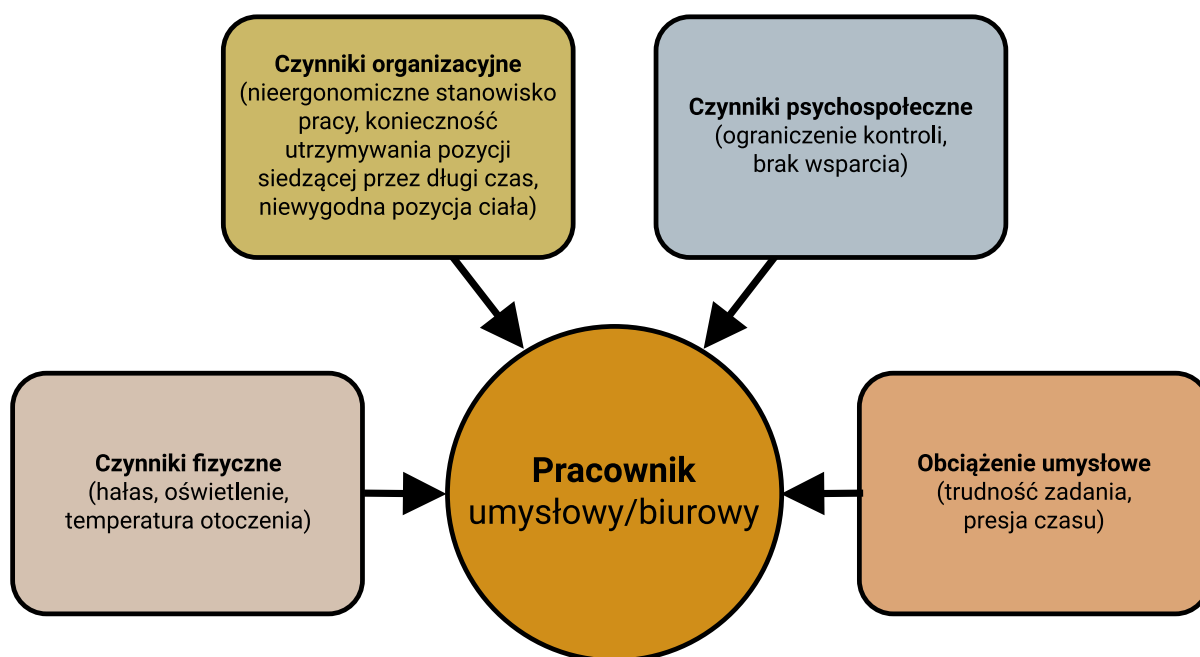 Czynniki organizacyjne
(nieergonomiczne stanowisko
pracy, konieczność
utrzymywania pozycji
siedzącej przez długi czas,
niewygodna pozycja ciała)
Czynniki psychospołeczne
(ograniczenie kontroli,
brak wsparcia)
Czynniki fizyczne
(hałas, oświetlenie,
temperatura otoczenia)
Pracownik
umysłowy/biurowy
Obciążenie umysłowe
(trudność zadania,
presja czasu)